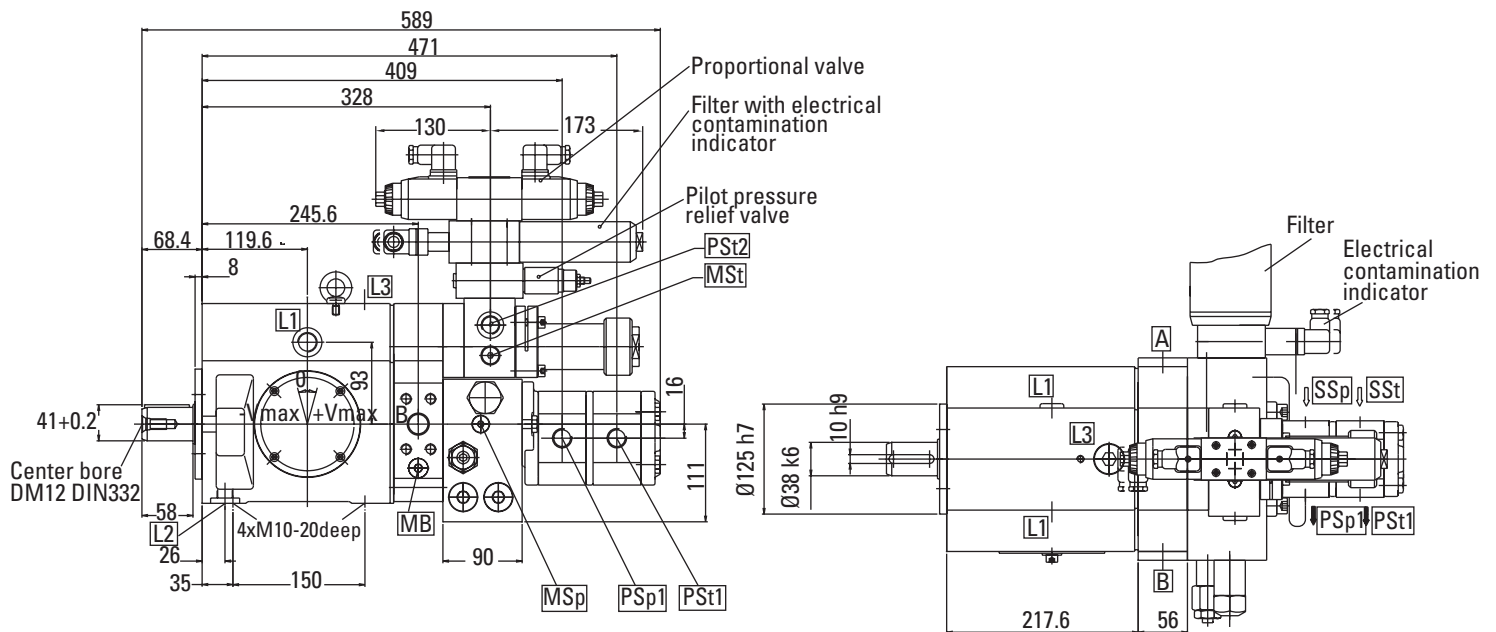 589
471
409
328
130
173
Proportional valve
Filter with electrical
contamination
indicator
Pilot pressure
relief valve
245.6
68.4
119.6 -
8
PSt2
MSt
L3
L1
0
93
-Vmax
+Vmax
B
16
41+0.2
111
Center bore
DM12 DIN332
58
L2
4xM10-20deep
MB
26
90
35
150
MSp
PSp1
PSt1
Filter
Electrical
contamination
indicator
A
L1
SSp
SSt
10 h9
L3
Ø125 h7
Ø38 k6
L1
PSp1
PSt1
B
217.6
56